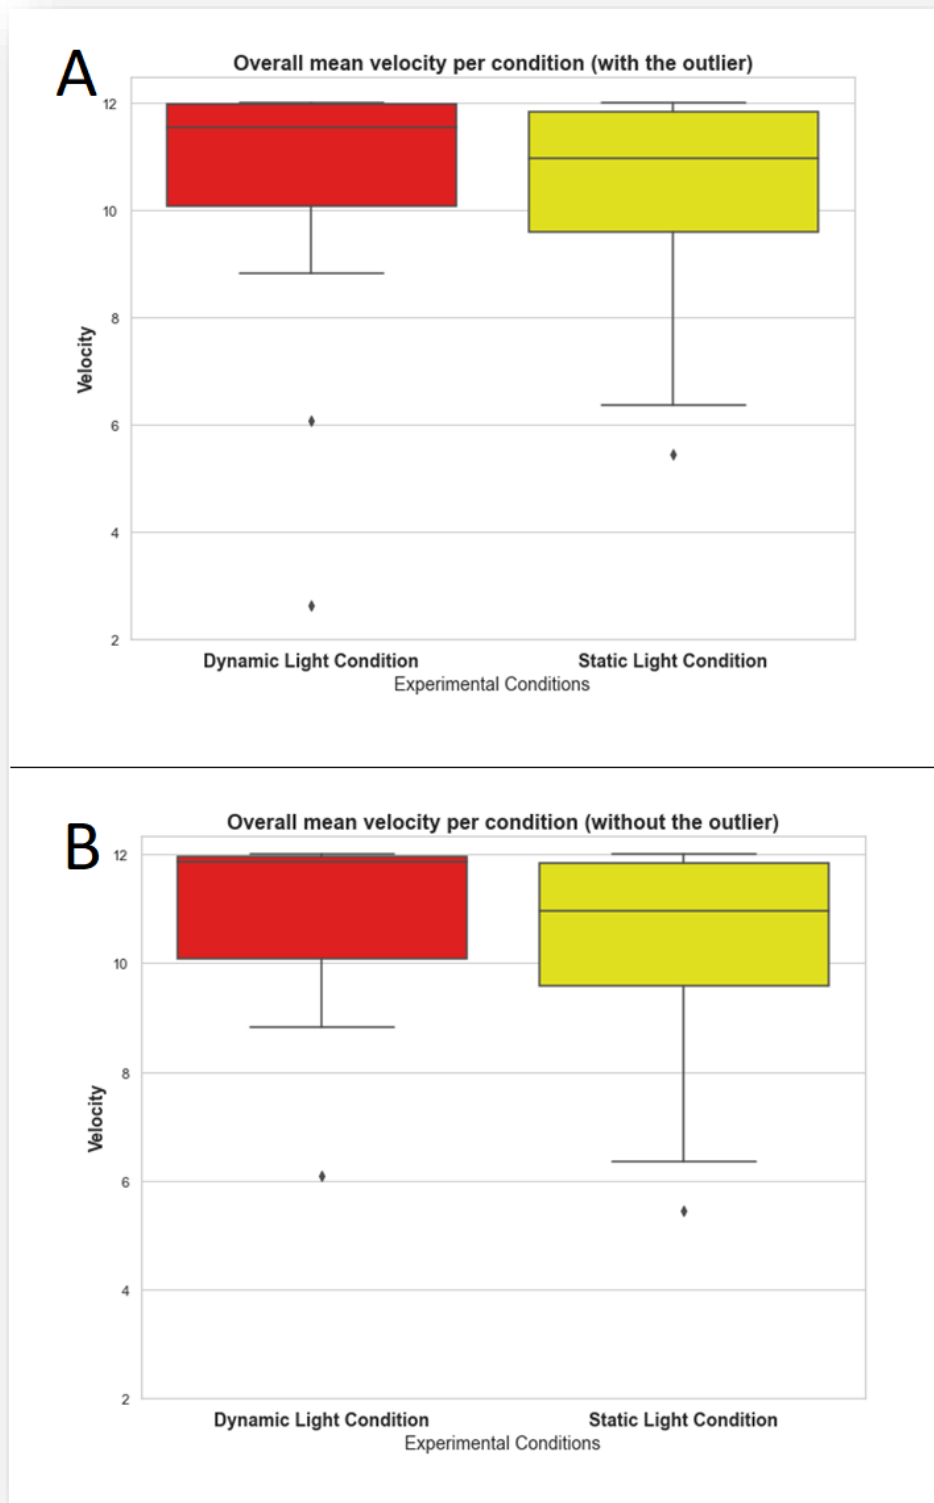 A
Overall mean velocity per condition (with the outlier)
12
10
8
6
4
2
Velocity
Dynamic Light Condition
Static Light Condition
Experimental Conditions
B
Overall mean velocity per condition (without the outlier)
12
10
8
6
4
2
Velocity
Dynamic Light Condition
Static Light Condition
Experimental Conditions